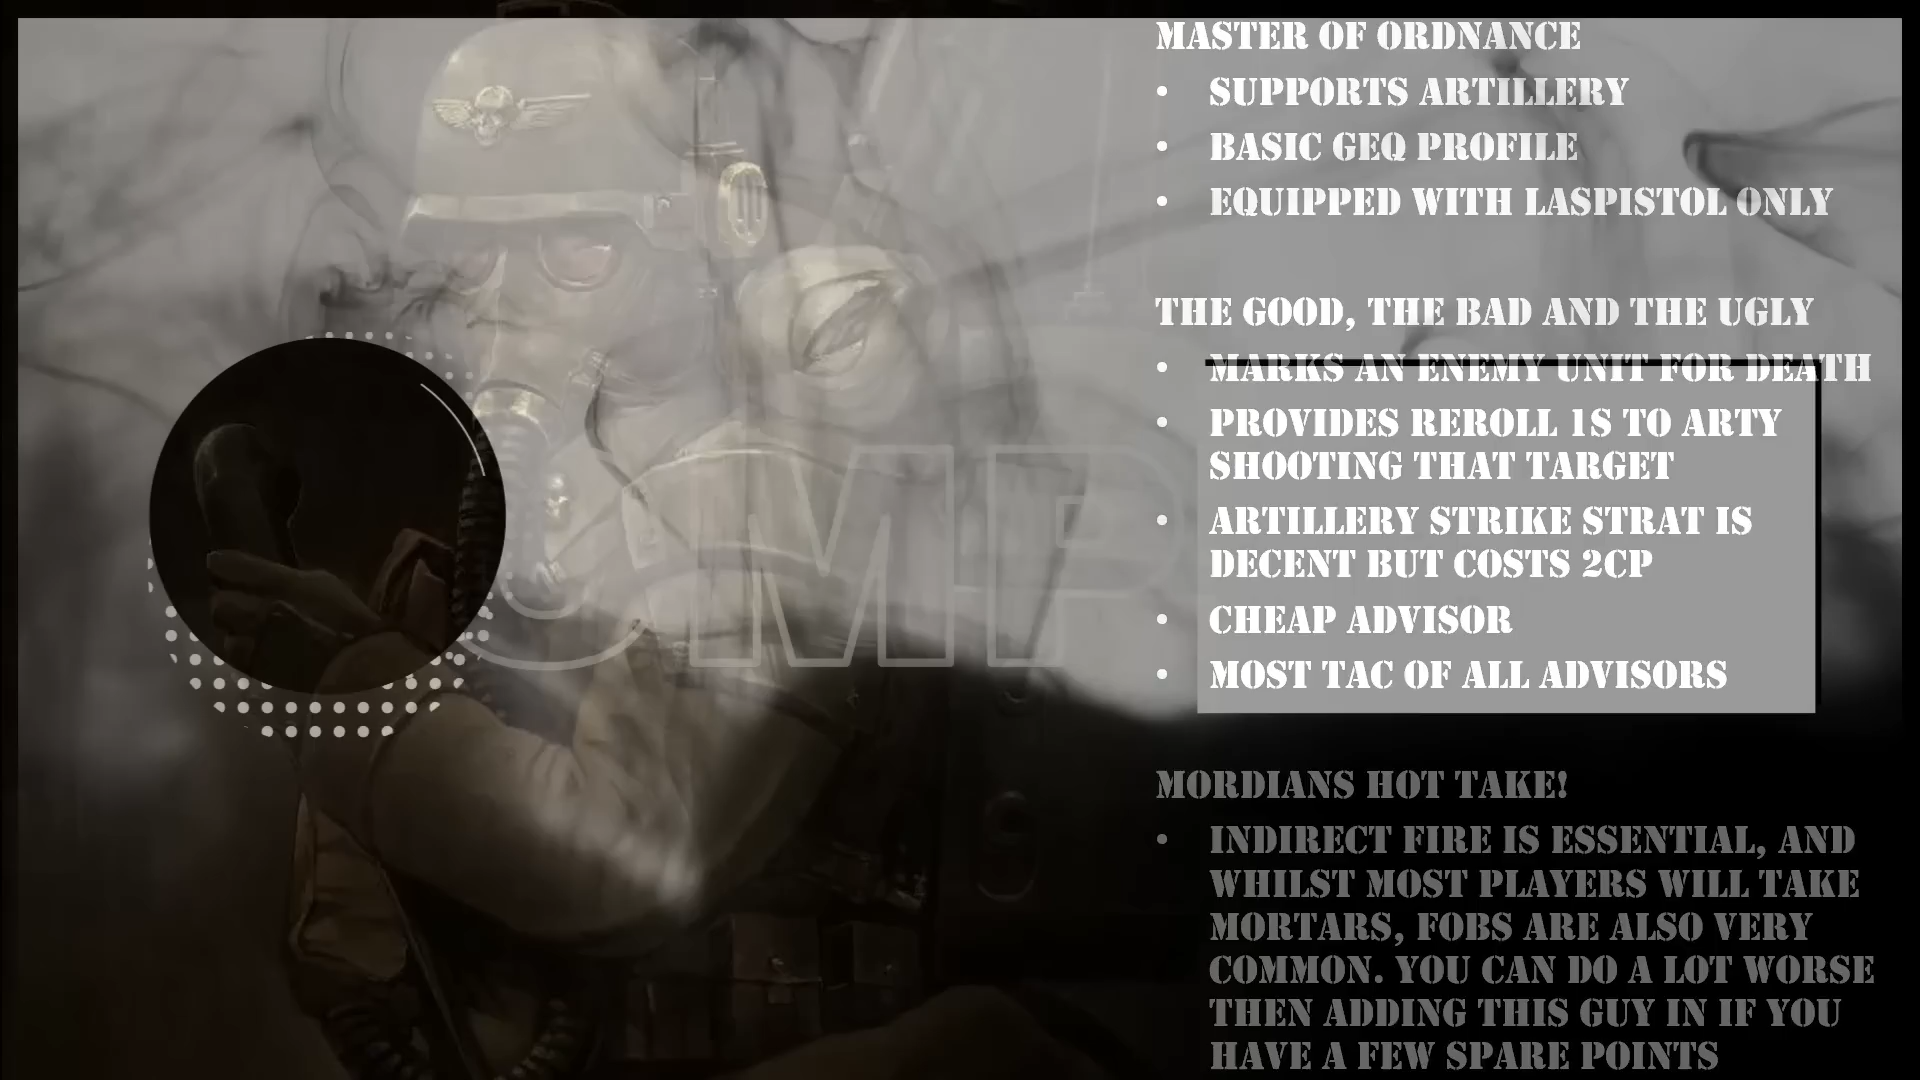 MASTER OF ORDNANCE
• SUPPORTS ARTILLERY
• BASIC GEQ PROFILE
• EQUIPPED WITH LASPISTOL ONLY
THE GOOD, THE BAD AND THE UGLY
• MARKS AN ENEMY UNIT FOR DEATH
• PROVIDES REROLL 1S TO ARTY
SHOOTING THAT TARGET
• ARTILLERY STRIKE STRAT IS
DECENT BUT COSTS 2CP
• CHEAP ADVISOR
• MOST TAC OF ALL ADVISORS
MORDIANS HOT TAKE!
• INDIRECT FIRE IS ESSENTIAL, AND
WHILST MOST PLAYERS WILL TAKE
MORTARS, FOBS ARE ALSO VERY
COMMON. YOU CAN DO A LOT WORSE
THEN ADDING THIS GUY IN IF YOU
HAVE A FEW SPARE POINTS